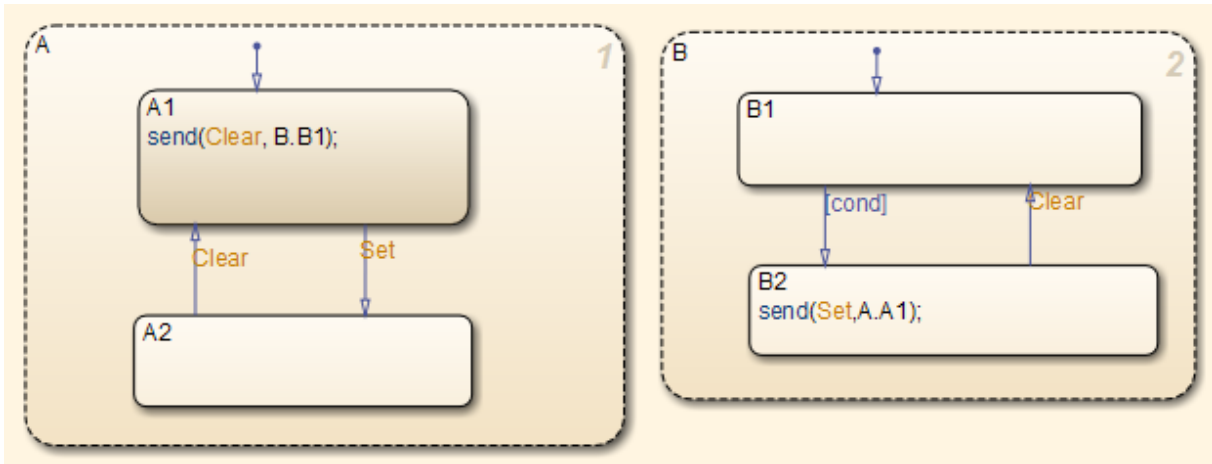 A
1
A1
send(Clear, B.B1);
Clear
Set
A2
B
2
B1
[cond]
Clear
B2
send(Set,A.A1);